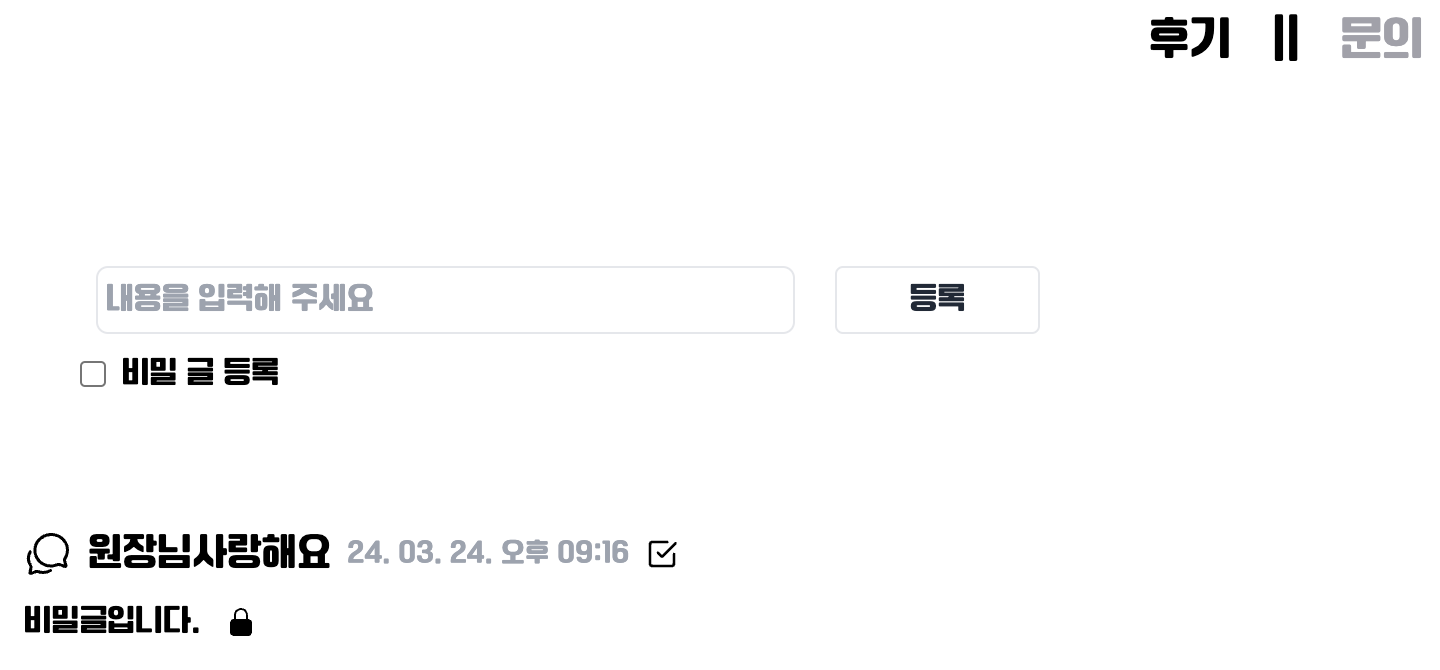 후기 || 문의
내용을 입력해 주세요 등록
비밀 글 등록
원장님사랑해요 24. 03. 24. 오후 09:16
비밀글입니다.